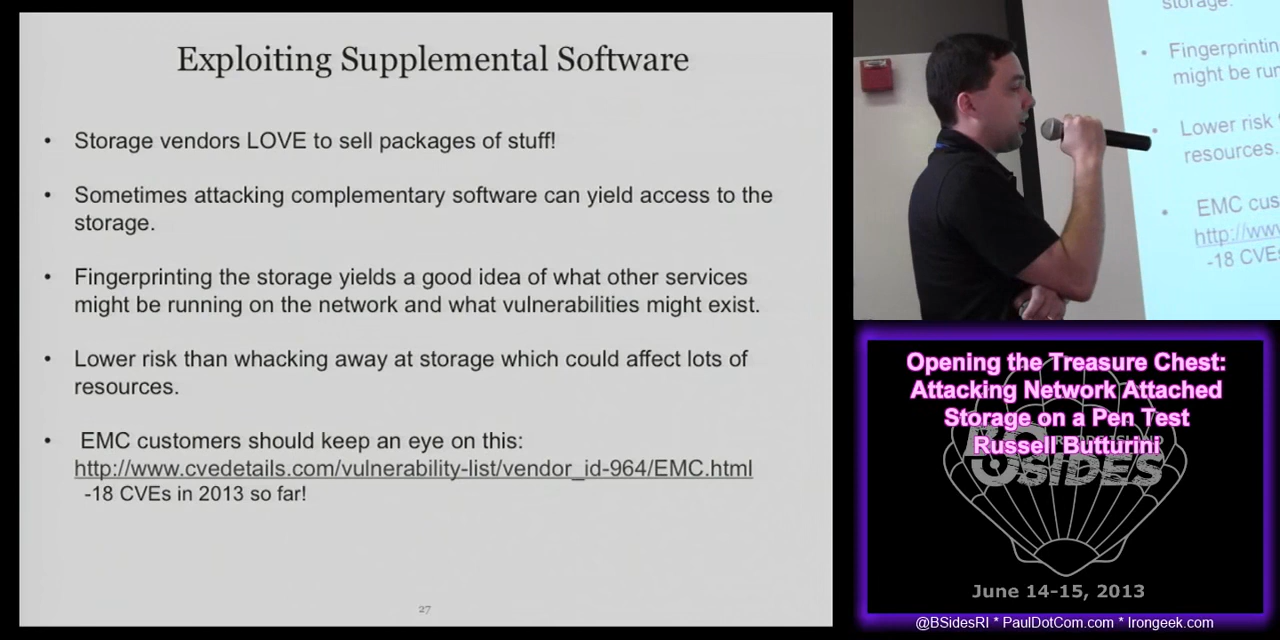 Exploiting Supplemental Software
• Storage vendors LOVE to sell packages of stuff!
• Sometimes attacking complementary software can yield access to the
storage.
• Fingerprinting the storage yields a good idea of what other services
might be running on the network and what vulnerabilities might exist.
• Lower risk than whacking away at storage which could affect lots of
resources.
• EMC customers should keep an eye on this:
http://www.cvedetails.com/vulnerability-list/vendor_id-964/EMC.html
-18 CVEs in 2013 so far!
27
storage.
• Fingerprintin
might be run
• Lower risk
resources.
• EMC cus
http://www
-18 CVEs
Opening the Treasure Chest:
Attacking Network Attached
Storage on a Pen Test
Russell Butturini
BSIDES
June 14-15, 2013
@BSidesRI * PaulDotCom.com * Irongeek.com